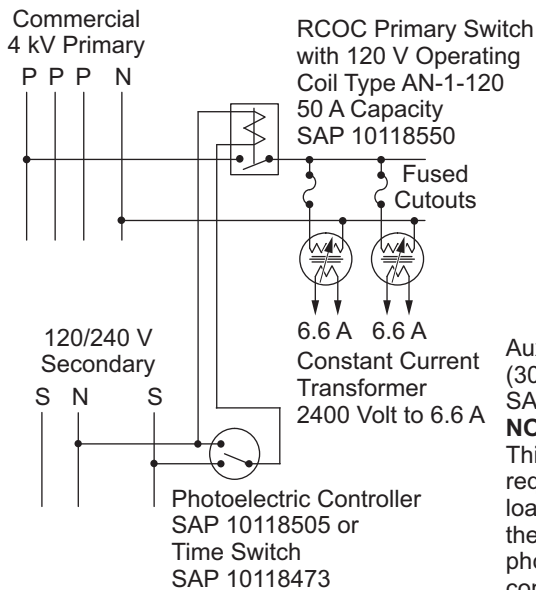 Commercial
4 kV Primary
P P P N
RCOC Primary Switch
with 120 V Operating
Coil Type AN-1-120
50 A Capacity
SAP 10118550
Fused
Cutouts
6.6 A 6.6 A
Constant Current
Transformer
2400 Volt to 6.6 A
120/240 V
Secondary
S N S
Photoelectric Controller
SAP 10118505 or
Time Switch
SAP 10118473
Aux
(30
SA
NO
Thi
rec
loa
the
pho